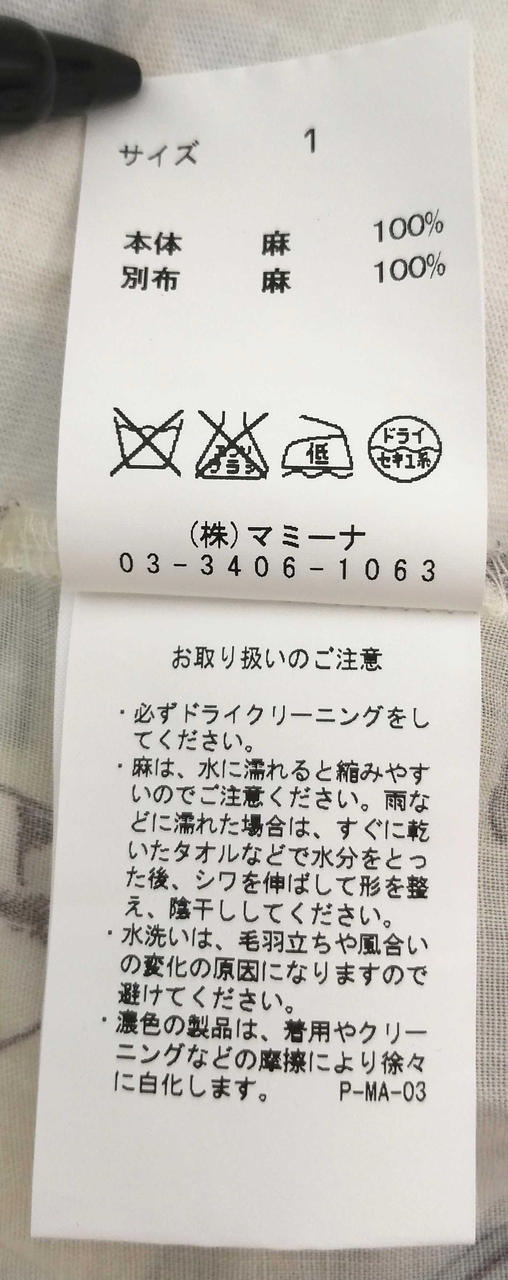 サイズ 1
本体 麻 100%
別布 麻 100%
エンソ サラシ 低 ドライ
セキユ系
(株)マミーナ
03-3406-1063
お取り扱いのご注意
・必ずドライクリーニングをし
てください。
・麻は、水に濡れると縮みやす
いのでご注意ください。雨な
どに濡れた場合は、すぐに乾
いたタオルなどで水分をとっ
た後、シワを伸ばして形を整
え、陰干ししてください。
・水洗いは、毛羽立ちや風合い
の変化の原因になりますので
避けてください。
・濃色の製品は、着用やクリー
ニングなどの摩擦により徐々
に白化します。 P-MA-03